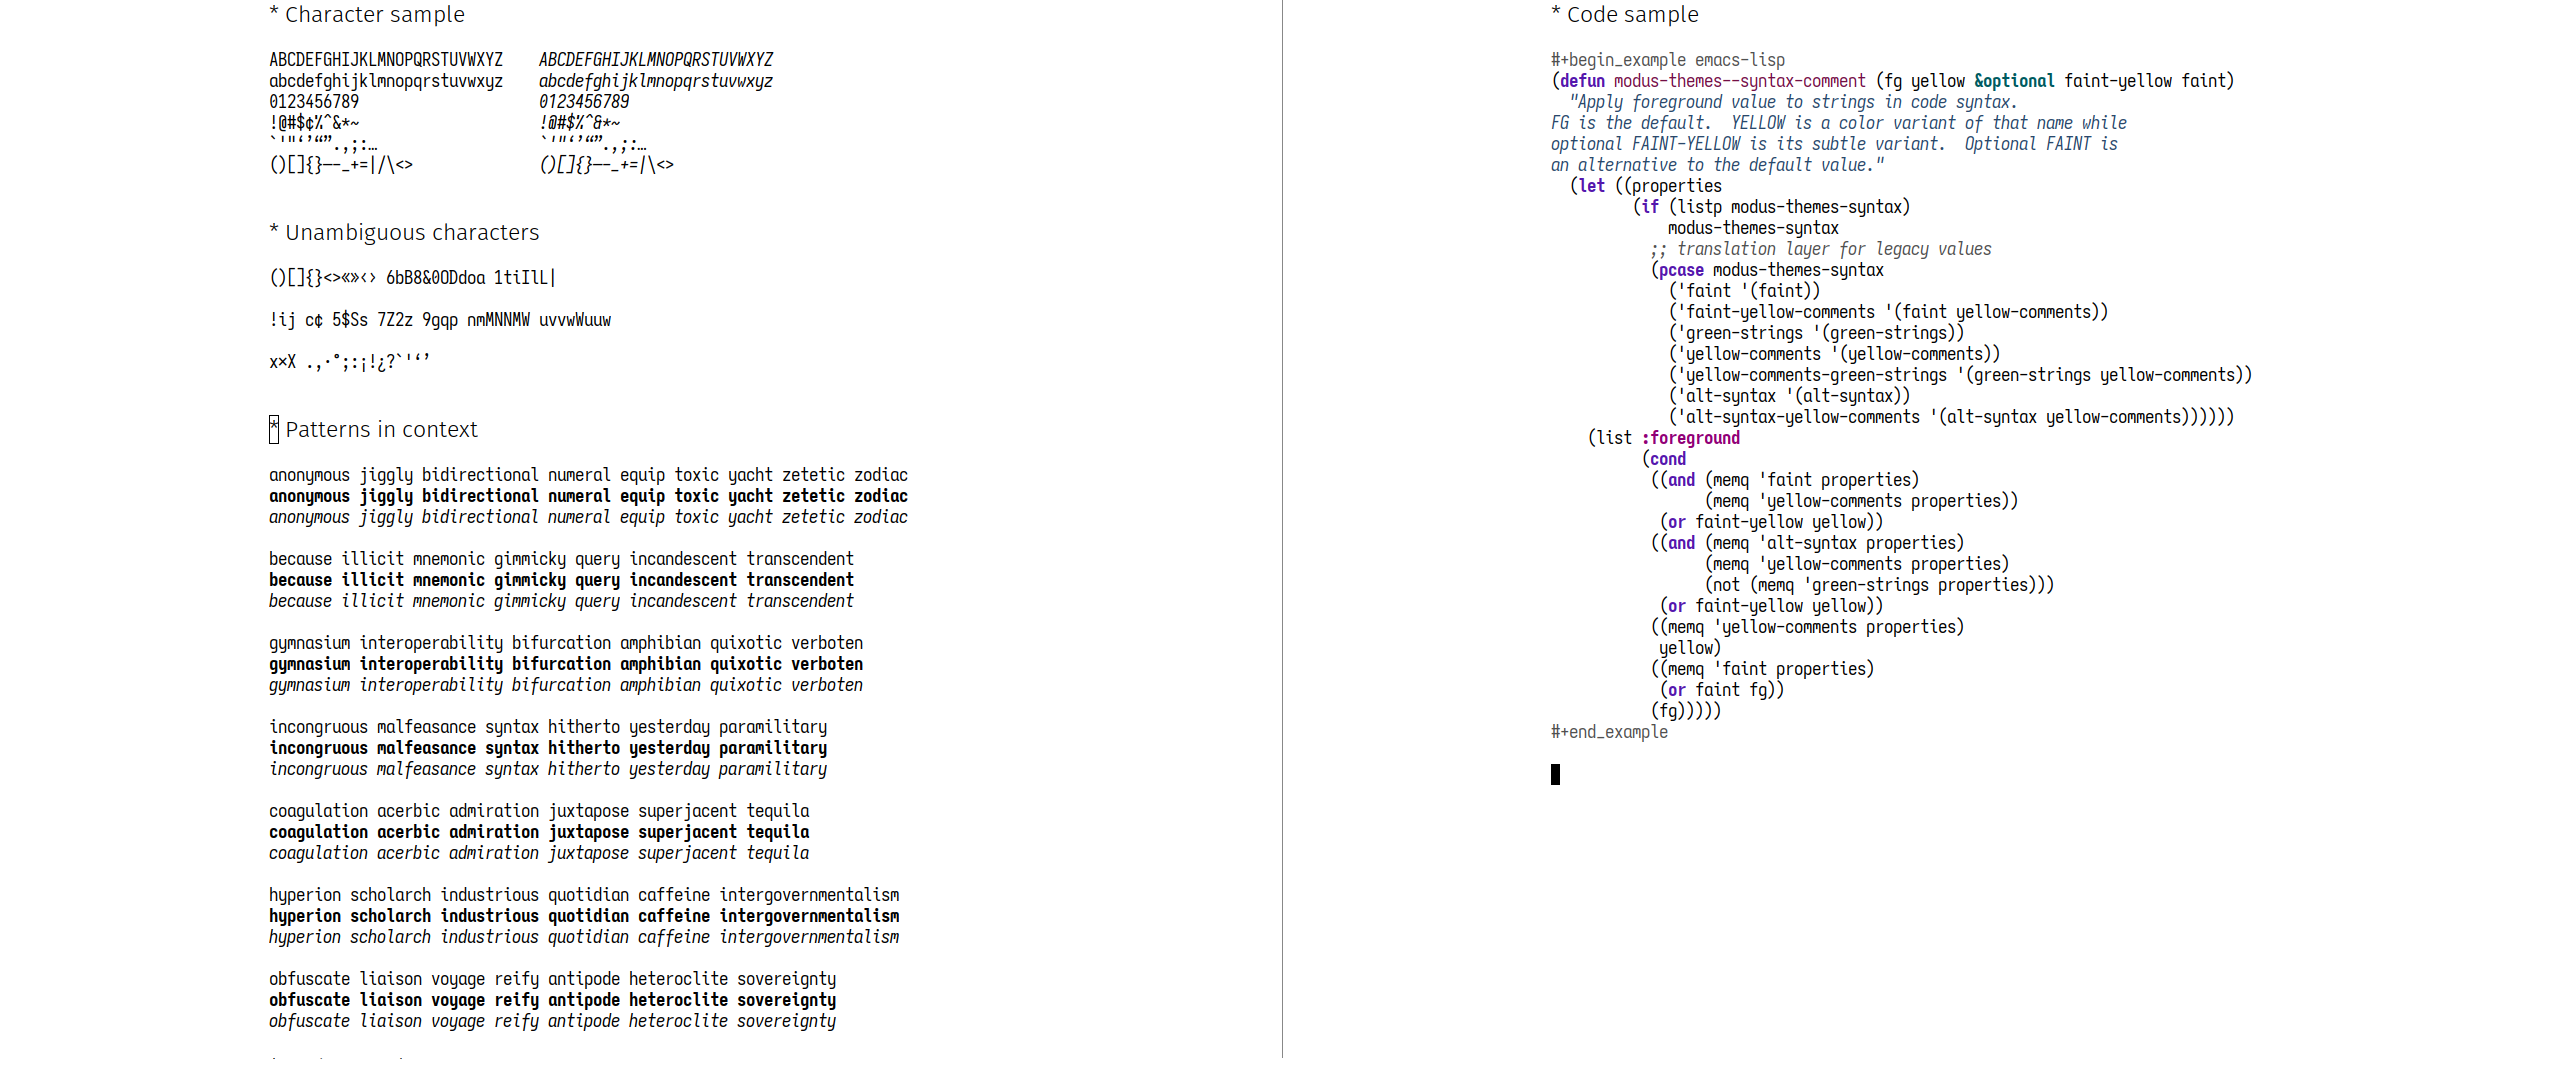 * Character sample
ABCDEFGHIJKLMNOPQRSTUVWXYZ    ABCDEFGHIJKLMNOPQRSTUVWXYZ
abcdefghijklmnopqrstuvwxyz    abcdefghijklmnopqrstuvwxyz
0123456789                    0123456789
!@#$¢%^&*~                    !@#$%^&*~
`'"‘’“”.,;:…                  `'"‘’“”.,;:…
()[]{}—-_+=|/\<>              ()[]{}—-_+=|\<>
* Unambiguous characters
()[]{}<>«»‹› 6bB8&0ODdoa 1tiIlL|
!ij c¢ 5$Ss 7Z2z 9gqp nmMNNMW uvvwWuuw
x×X .,·°;:¡!¿?`'‘’
* Patterns in context
anonymous jiggly bidirectional numeral equip toxic yacht zetetic zodiac
anonymous jiggly bidirectional numeral equip toxic yacht zetetic zodiac
anonymous jiggly bidirectional numeral equip toxic yacht zetetic zodiac
because illicit mnemonic gimmicky query incandescent transcendent
because illicit mnemonic gimmicky query incandescent transcendent
because illicit mnemonic gimmicky query incandescent transcendent
gymnasium interoperability bifurcation amphibian quixotic verboten
gymnasium interoperability bifurcation amphibian quixotic verboten
gymnasium interoperability bifurcation amphibian quixotic verboten
incongruous malfeasance syntax hitherto yesterday paramilitary
incongruous malfeasance syntax hitherto yesterday paramilitary
incongruous malfeasance syntax hitherto yesterday paramilitary
coagulation acerbic admiration juxtapose superjacent tequila
coagulation acerbic admiration juxtapose superjacent tequila
coagulation acerbic admiration juxtapose superjacent tequila
hyperion scholarch industrious quotidian caffeine intergovernmentalism
hyperion scholarch industrious quotidian caffeine intergovernmentalism
hyperion scholarch industrious quotidian caffeine intergovernmentalism
obfuscate liaison voyage reify antipode heteroclite sovereignty
obfuscate liaison voyage reify antipode heteroclite sovereignty
obfuscate liaison voyage reify antipode heteroclite sovereignty
* Code sample
#+begin_example emacs-lisp
(defun modus-themes--syntax-comment (fg yellow &optional faint-yellow faint)
  "Apply foreground value to strings in code syntax.
FG is the default.  YELLOW is a color variant of that name while
optional FAINT-YELLOW is its subtle variant.  Optional FAINT is
an alternative to the default value."
  (let ((properties
         (if (listp modus-themes-syntax)
             modus-themes-syntax
           ;; translation layer for legacy values
           (pcase modus-themes-syntax
             ('faint '(faint))
             ('faint-yellow-comments '(faint yellow-comments))
             ('green-strings '(green-strings))
             ('yellow-comments '(yellow-comments))
             ('yellow-comments-green-strings '(green-strings yellow-comments))
             ('alt-syntax '(alt-syntax))
             ('alt-syntax-yellow-comments '(alt-syntax yellow-comments))))))
    (list :foreground
          (cond
           ((and (memq 'faint properties)
                 (memq 'yellow-comments properties))
            (or faint-yellow yellow))
           ((and (memq 'alt-syntax properties)
                 (memq 'yellow-comments properties)
                 (not (memq 'green-strings properties)))
            (or faint-yellow yellow))
           ((memq 'yellow-comments properties)
            yellow)
           ((memq 'faint properties)
            (or faint fg))
           (fg)))))
#+end_example